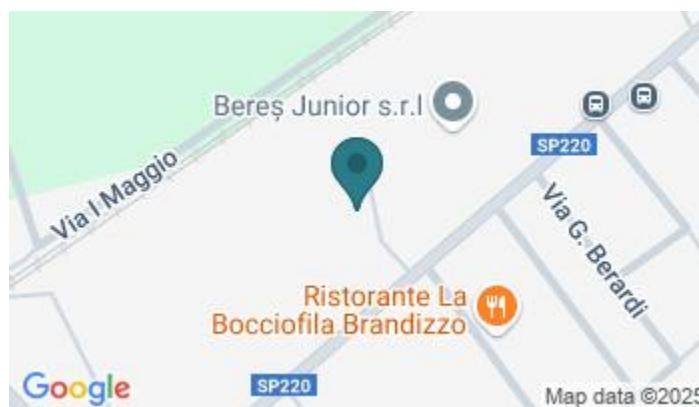 Bereș Junior s.r.l
SP220
Via I Maggio
Via G. Berardi
Ristorante La
Bocciofila Brandizzo
SP220
Google
Map data ©2025